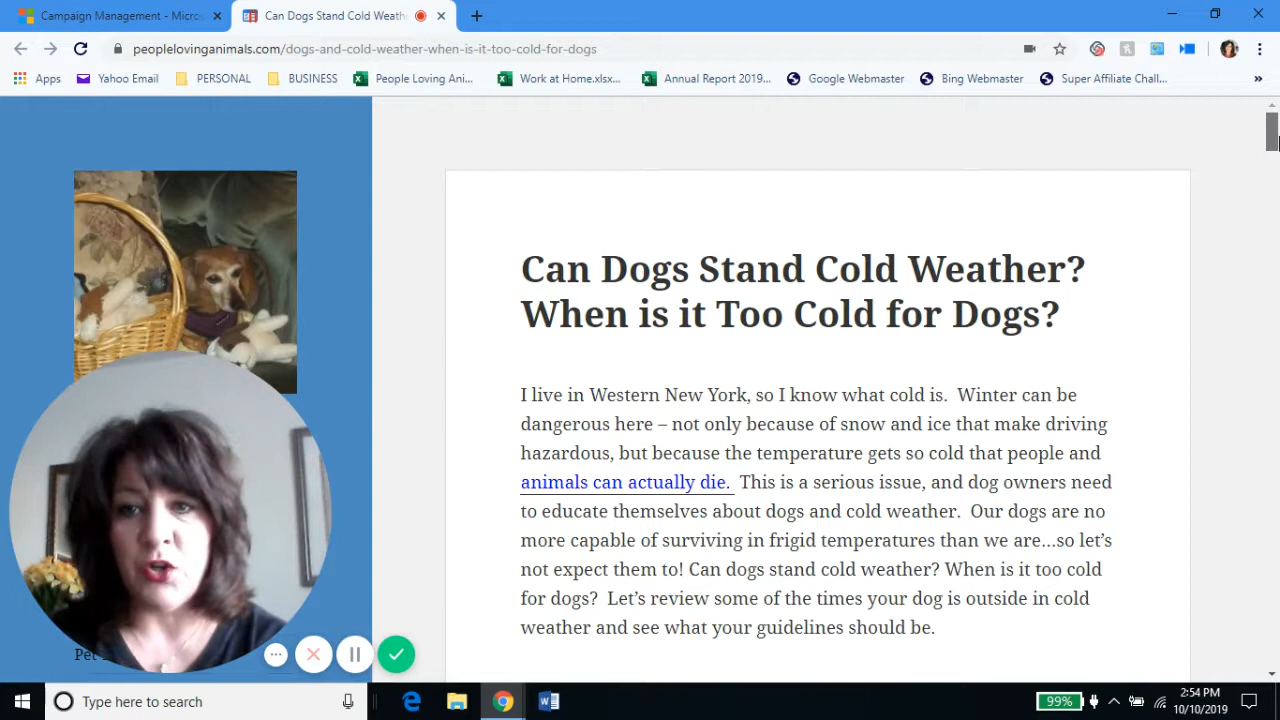 Campaign Management - Micros
Can Dogs Stand Cold Weathe
peoplelovinganimals.com/dogs-and-cold-weather-when-is-it-too-cold-for-dogs
Apps Yahoo Email PERSONAL BUSINESS People Loving Ani... Work at Home.xlsx... Annual Report 2019... Google Webmaster Bing Webmaster Super Affiliate Chall... »
Can Dogs Stand Cold Weather?
When is it Too Cold for Dogs?
I live in Western New York, so I know what cold is. Winter can be
dangerous here – not only because of snow and ice that make driving
hazardous, but because the temperature gets so cold that people and
animals can actually die. This is a serious issue, and dog owners need
to educate themselves about dogs and cold weather. Our dogs are no
more capable of surviving in frigid temperatures than we are…so let’s
not expect them to! Can dogs stand cold weather? When is it too cold
for dogs? Let’s review some of the times your dog is outside in cold
weather and see what your guidelines should be.
Pet
Type here to search
99%
2:54 PM
10/10/2019